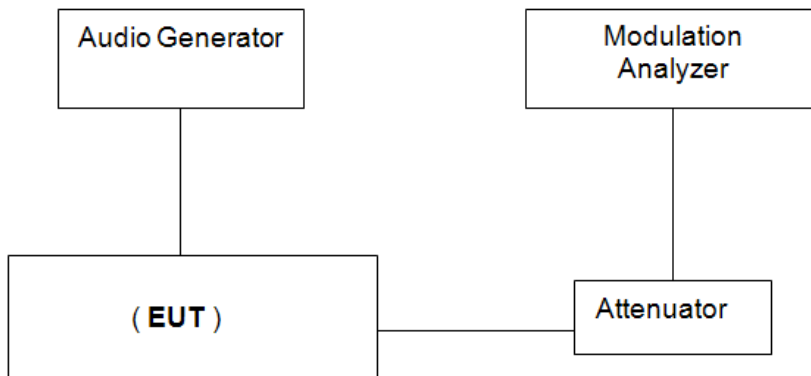 Audio Generator
Modulation
Analyzer
( EUT )
Attenuator